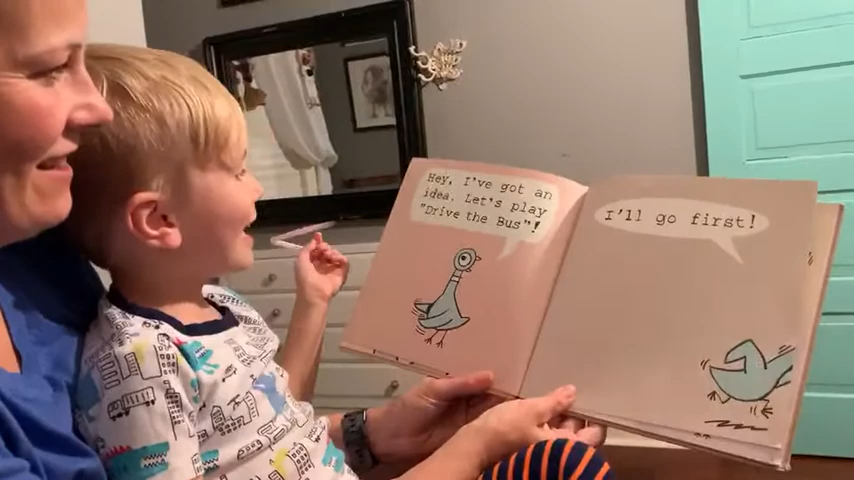 Hey, I've got an
idea. Let's play
"Drive the Bus"!
I'll go first!